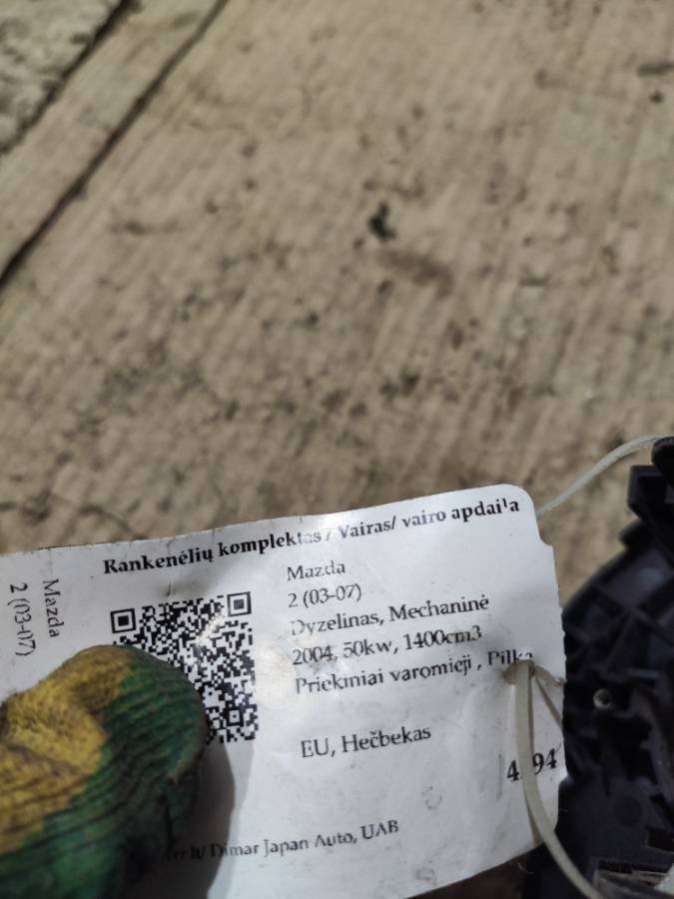 Rankenėlių komplektas / Vairas/ vairo apdaila
Mazda
2 (03-07)
Dyzelinas, Mechaninė
2004, 50kw, 1400cm3
Priekiniai varomieji , Pilka
EU, Hečbekas
Dimar Japan Auto, UAB
Mazda
2 (03-07)